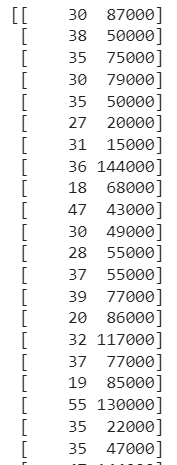 [[    30  87000]
[    38  50000]
[    35  75000]
[    30  79000]
[    35  50000]
[    27  20000]
[    31  15000]
[    36 144000]
[    18  68000]
[    47  43000]
[    30  49000]
[    28  55000]
[    37  55000]
[    39  77000]
[    20  86000]
[    32 117000]
[    37  77000]
[    19  85000]
[    55 130000]
[    35  22000]
[    35  47000]